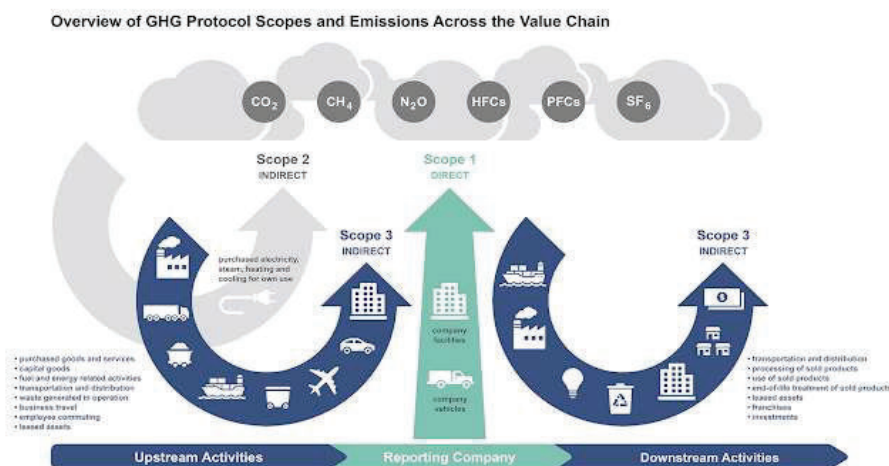 Overview of GHG Protocol Scopes and Emissions Across the Value Chain
CO2
CH4
N2O
HFCs
PFCs
SF6
Scope 2
INDIRECT
Scope 1
DIRECT
Scope 3
INDIRECT
Scope 3
INDIRECT
purchased electricity,
steam, heating and
cooling for own use
company
facilities
company
vehicles
$
• purchased goods and services
• capital goods
• fuel and energy related activities
• transportation and distribution
• waste generated in operation
• business travel
• employee commuting
• leased assets
• transportation and distribution
• processing of sold products
• use of sold products
• end-of-life treatment of sold product
• leased assets
• franchises
• investments
Upstream Activities
Reporting Company
Downstream Activities